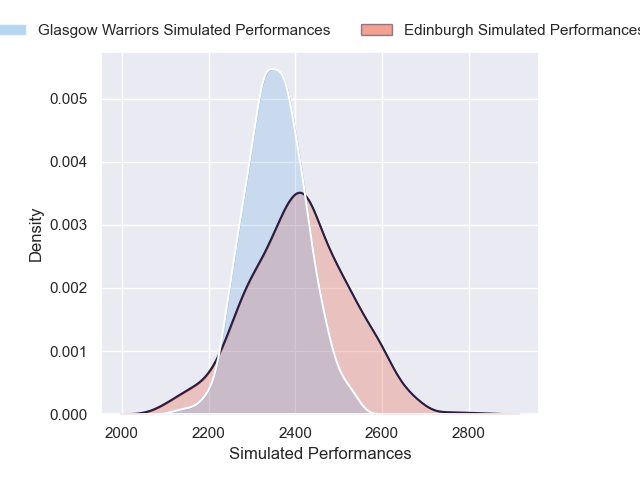 Glasgow Warriors Simulated Performances
Edinburgh Simulated Performances
0.005
0.004
0.003
0.002
0.001
0.000
Density
2000
2200
2400
2600
2800
Simulated Performances